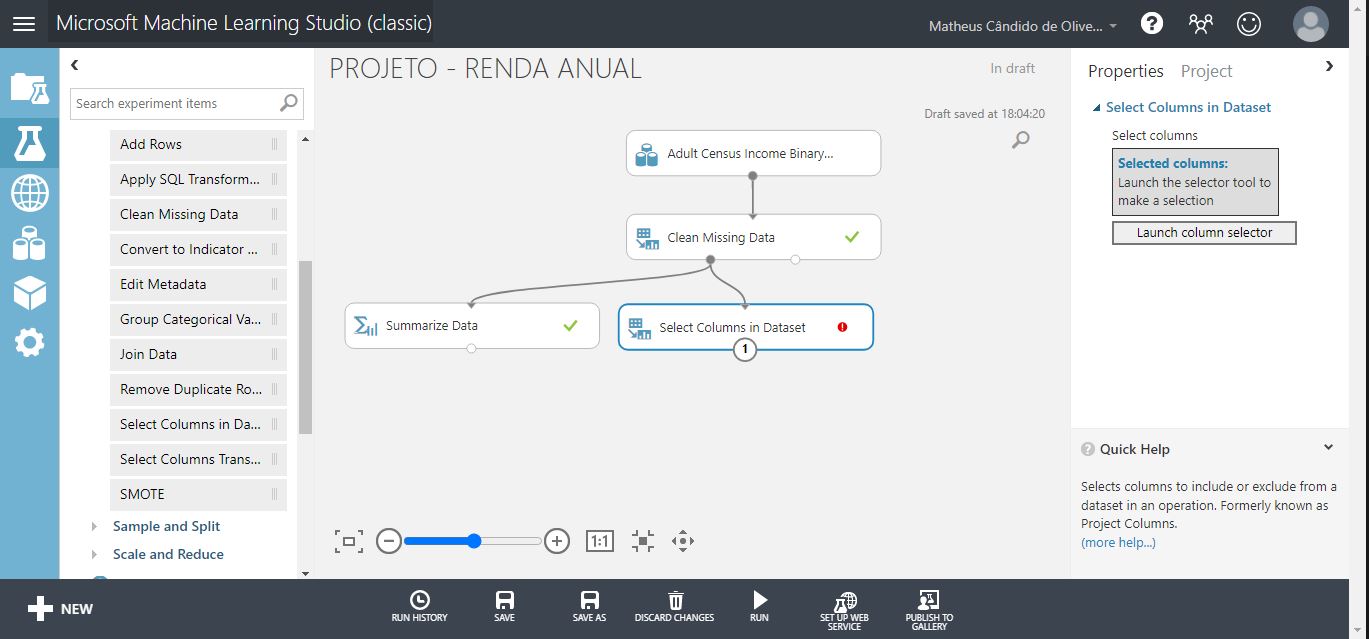 Microsoft Machine Learning Studio (classic)
Matheus Cândido de Olive...
?
Search experiment items
Add Rows
Apply SQL Transform...
Clean Missing Data
Convert to Indicator ...
Edit Metadata
Group Categorical Va...
Join Data
Remove Duplicate Ro...
Select Columns in Da...
Select Columns Trans...
SMOTE
Sample and Split
Scale and Reduce
PROJETO - RENDA ANUAL
In draft
Draft saved at 18:04:20
Adult Census Income Binary...
Clean Missing Data
Summarize Data
Select Columns in Dataset
1
1:1
Properties
Project
Select Columns in Dataset
Select columns
Selected columns:
Launch the selector tool to
make a selection
Launch column selector
? Quick Help
Selects columns to include or exclude from a
dataset in an operation. Formerly known as
Project Columns.
(more help...)
NEW
RUN HISTORY
SAVE
SAVE AS
DISCARD CHANGES
RUN
SET UP WEB
SERVICE
PUBLISH TO
GALLERY